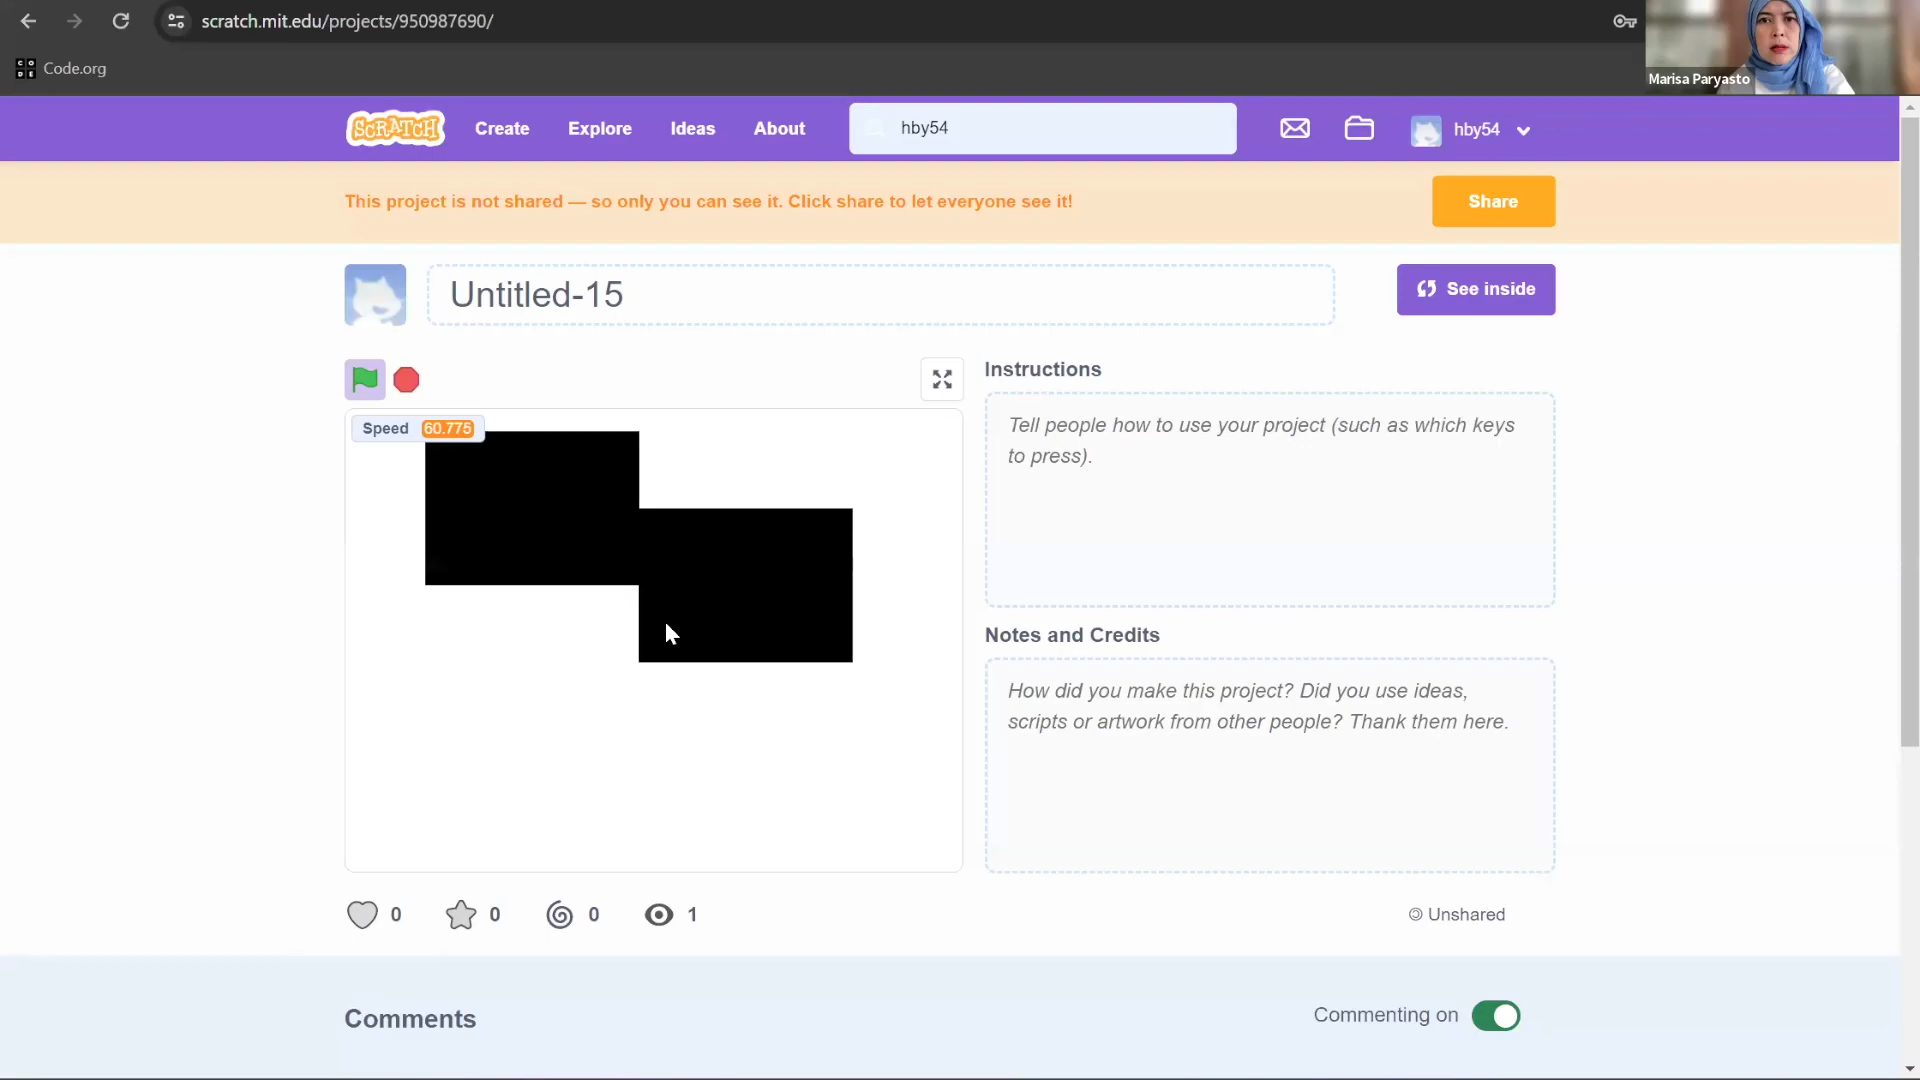 scratch.mit.edu/projects/950987690/
CODE
Code.org
Marisa Paryasto
SCRATCH
Create
Explore
Ideas
About
hby54
hby54
This project is not shared — so only you can see it. Click share to let everyone see it!
Share
Untitled-15
See inside
Instructions
Speed 60.775
Tell people how to use your project (such as which keys
to press).
Notes and Credits
How did you make this project? Did you use ideas,
scripts or artwork from other people? Thank them here.
0
0
0
1
Unshared
Comments
Commenting on